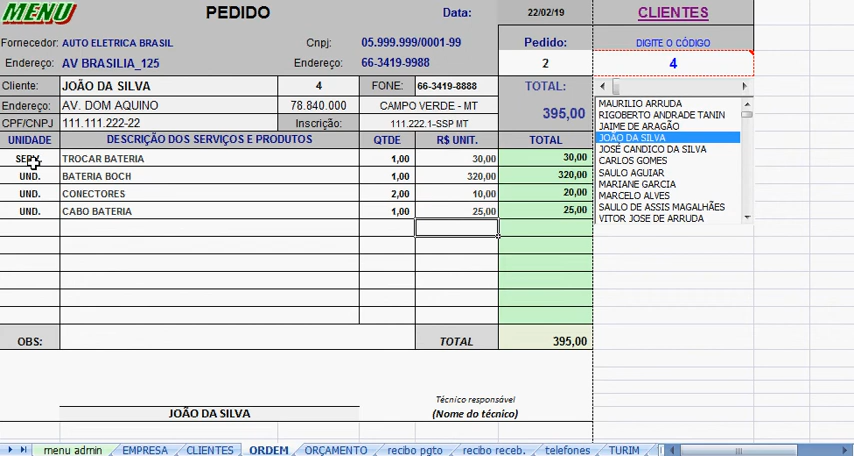 MENU PEDIDO Data: 22/02/19 CLIENTES
Fornecedor: AUTO ELETRICA BRASIL Cnpj: 05.999.999/0001-99 Pedido: DIGITE O CÓDIGO
Endereço: AV BRASILIA_125 Endereço: 66-3419-9988 2 4
Cliente: JOÃO DA SILVA 4 FONE: 66-3419-8888 TOTAL:
Endereço: AV. DOM AQUINO 78.840.000 CAMPO VERDE - MT 395,00
CPF/CNPJ 111.111.222-22 Inscrição: 111.222.1-SSP MT
UNIDADE DESCRIÇÃO DOS SERVIÇOS E PRODUTOS QTDE R$ UNIT. TOTAL
SERV. TROCAR BATERIA 1,00 30,00 30,00
UND. BATERIA BOCH 1,00 320,00 320,00
UND. CONECTORES 2,00 10,00 20,00
UND. CABO BATERIA 1,00 25,00 25,00
MAURILIO ARRUDA
RIGOBERTO ANDRADE TANIN
JAIME DE ARAGÃO
JOÃO DA SILVA
JOSÉ CANDICO DA SILVA
CARLOS GOMES
SAULO AGUIAR
MARIANE GARCIA
MARCELO ALVES
SAULO DE ASSIS MAGALHÃES
VITOR JOSE DE ARRUDA
OBS: TOTAL 395,00
Técnico responsável
JOÃO DA SILVA (Nome do técnico)
menu admin EMPRESA CLIENTES ORDEM ORÇAMENTO recibo pgto recibo receb. telefones TURIM